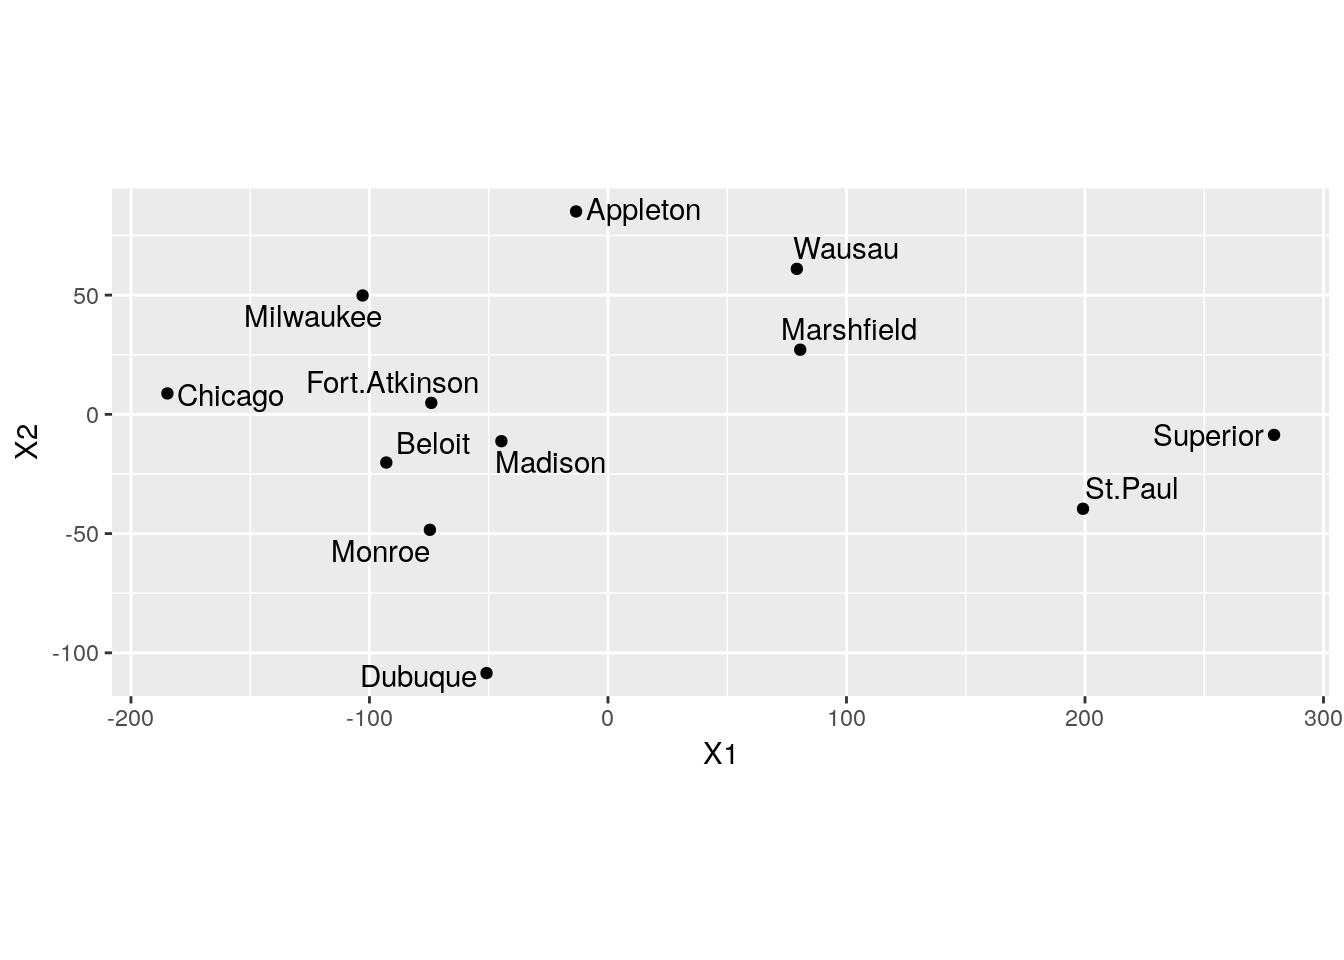 Appleton
Wausau
50
Milwaukee
Marshfield
Fort.Atkinson
Chicago
0
X2
Beloit
Superior
Madison
St.Paul
-50
Monroe
-100
Dubuque
-200
-100
0
100
200
300
X1